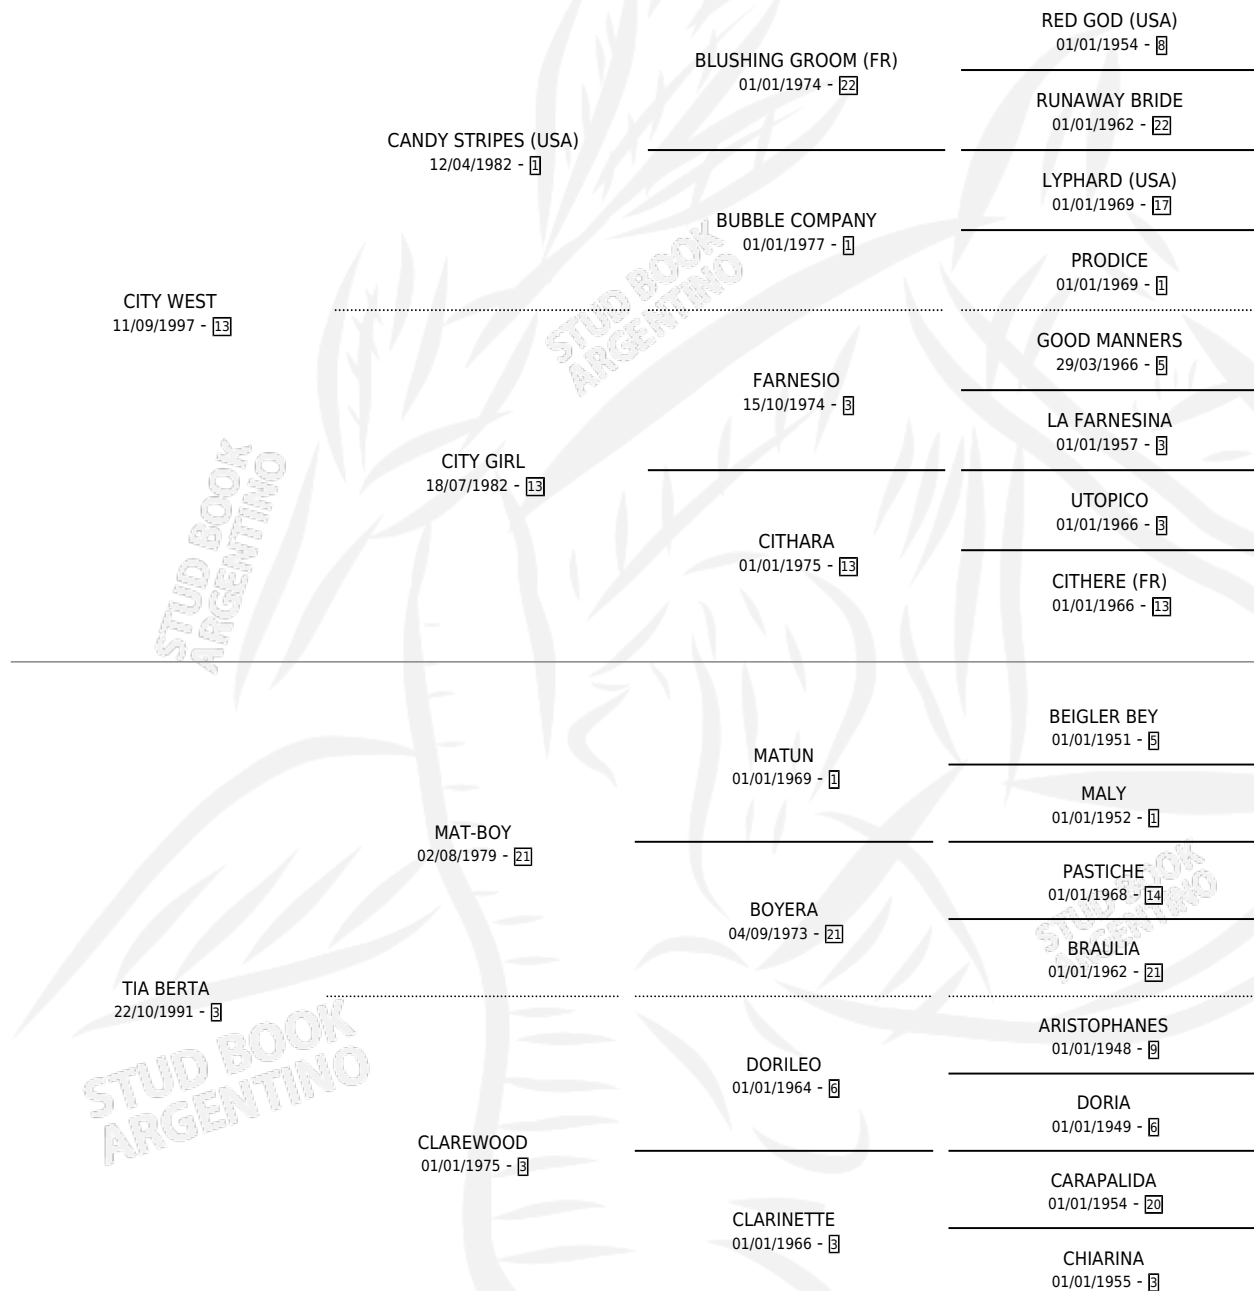 RED GOD (USA)
01/01/1954 - 8
BLUSHING GROOM (FR)
01/01/1974 - 22
RUNAWAY BRIDE
01/01/1962 - 22
CANDY STRIPES (USA)
12/04/1982 - 1
LYPHARD (USA)
01/01/1969 - 17
BUBBLE COMPANY
01/01/1977 - 1
PRODICE
01/01/1969 - 1
CITY WEST
11/09/1997 - 13
STUD BOOK
ARGENTINO
GOOD MANNERS
29/03/1966 - 5
FARNESIO
15/10/1974 - 3
LA FARNESINA
01/01/1957 - 3
CITY GIRL
18/07/1982 - 13
UTOPICO
01/01/1966 - 3
CITHARA
01/01/1975 - 13
CITHERE (FR)
01/01/1966 - 13
STUD BOOK
ARGENTINO
BEIGLER BEY
01/01/1951 - 5
MATUN
01/01/1969 - 1
MALY
01/01/1952 - 1
MAT-BOY
02/08/1979 - 21
PASTICHE
01/01/1968 - 14
BOYERA
04/09/1973 - 21
BRAULIA
01/01/1962 - 21
STUD BOOK
ARGENTINO
TIA BERTA
22/10/1991 - 3
ARISTOPHANES
01/01/1948 - 9
DORILEO
01/01/1964 - 6
DORIA
01/01/1949 - 6
STUD BOOK
ARGENTINO
CLAREWOOD
01/01/1975 - 3
CARAPALIDA
01/01/1954 - 20
CLARINETTE
01/01/1966 - 3
CHIARINA
01/01/1955 - 3